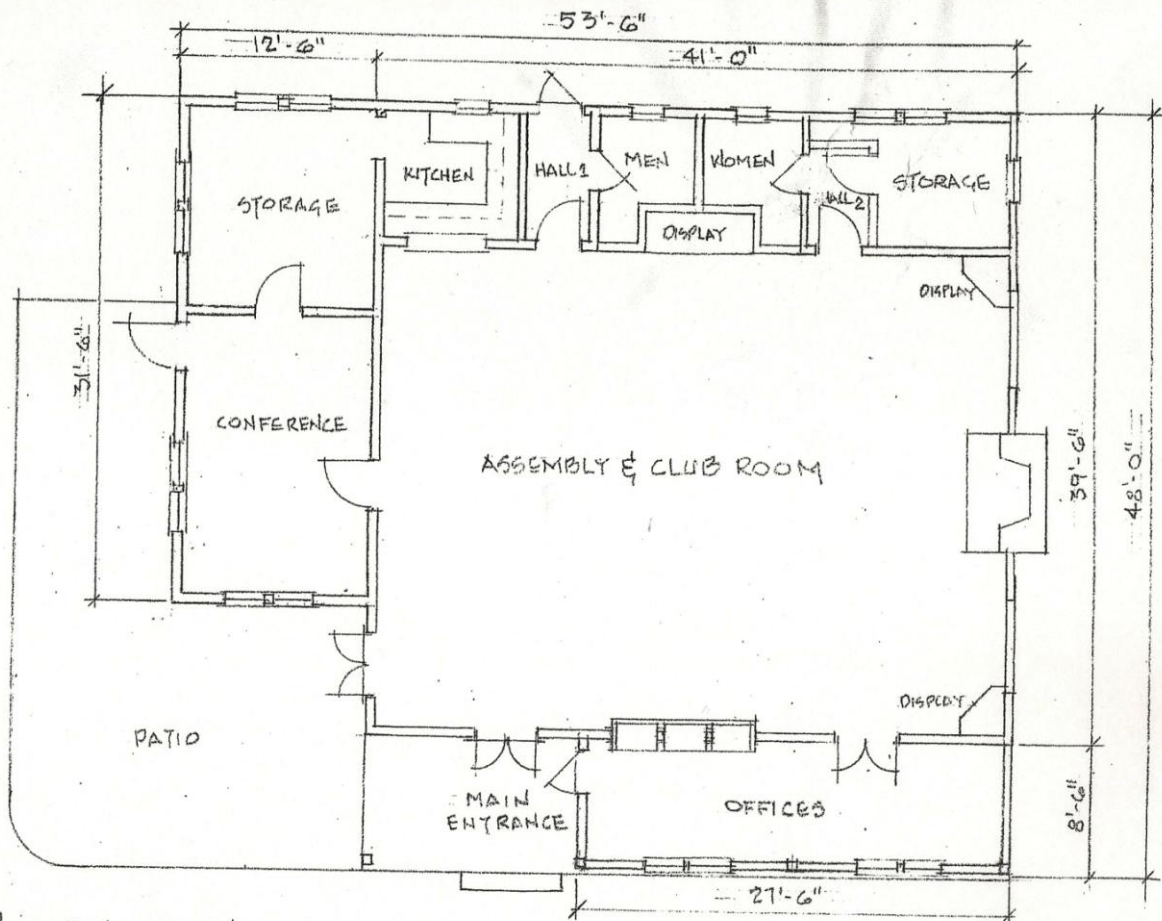 53'-6"
12'-6"
41'-0"
STORAGE
KITCHEN
HALL 1
MEN
WOMEN
HALL 2
STORAGE
DISPLAY
DISPLAY
31'-6"
CONFERENCE
ASSEMBLY & CLUB ROOM
39'-6"
48'-0"
DISPLAY
PATIO
MAIN
ENTRANCE
OFFICES
8'-6"
27'-6"